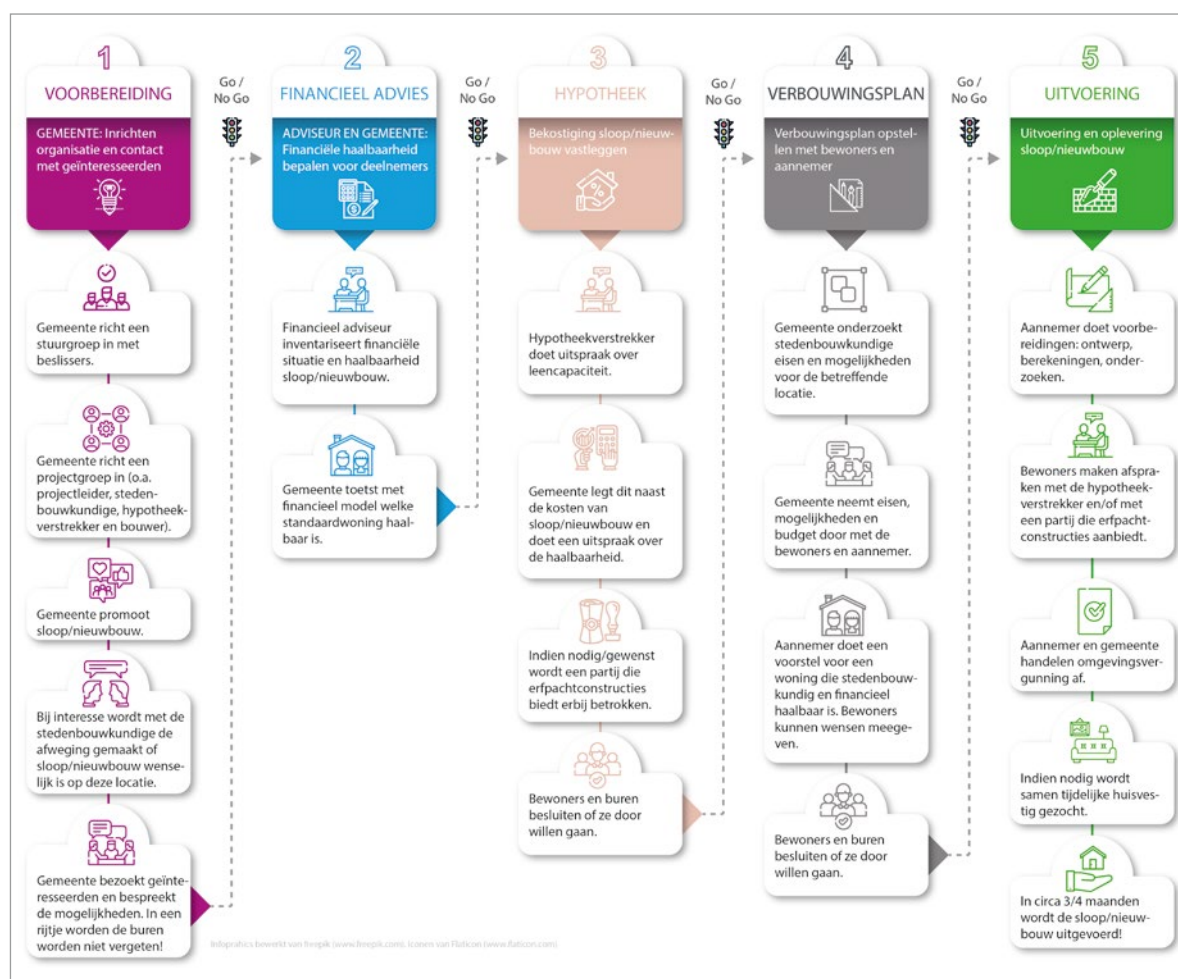 1
VOORBEREIDING
GEMEENTE: Inrichten
organisatie en contact
met geïnteresseerden
Gemeente richt een
stuurgroep in met
beslissers.
Gemeente richt een
projectgroep in (o.a.
projectleider, steden-
bouwkundige, hypotheek-
verstrekker en bouwer).
Gemeente promoot
sloop/nieuwbouw.
Bij interesse wordt met de
stedenbouwkundige de
afweging gemaakt of
sloop/nieuwbouw wense-
lijk is op deze locatie.
Gemeente bezoekt geïnte-
resseerden en bespreekt
de mogelijkheden. In een
rijtje worden de buren
worden niet vergeten!
Go /
No Go
2
FINANCIEEL ADVIES
ADVISEUR EN GEMEENTE:
Financiële haalbaarheid
bepalen voor deelnemers
Financieel adviseur
inventariseert financiële
situatie en haalbaarheid
sloop/nieuwbouw.
Gemeente toetst met
financieel model welke
standaardwoning haal-
baar is.
Go /
No Go
3
HYPOTHEEK
Bekostiging sloop/nieuw-
bouw vastleggen
Hypotheekverstrekker
doet uitspraak over
leencapaciteit.
Gemeente legt dit naast
de kosten van
sloop/nieuwbouw en
doet een uitspraak over
de haalbaarheid.
Indien nodig/gewenst
wordt een partij die
erfpachtconstructies
biedt erbij betrokken.
Bewoners en buren
besluiten of ze door
willen gaan.
Go /
No Go
4
VERBOUWINGSPLAN
Verbouwingsplan opstel-
len met bewoners en
aannemer
Gemeente onderzoekt
stedenbouwkundige
eisen en mogelijkheden
voor de betreffende
locatie.
Gemeente neemt eisen,
mogelijkheden en
budget door met de
bewoners en aannemer.
Aannemer doet een
voorstel voor een
woning die stedenbouw-
kundig en financieel
haalbaar is. Bewoners
kunnen wensen meege-
ven.
Bewoners en buren
besluiten of ze door
willen gaan.
Go /
No Go
5
UITVOERING
Uitvoering en oplevering
sloop/nieuwbouw
Aannemer doet voorbe-
reidingen: ontwerp,
berekeningen, onder-
zoeken.
Bewoners maken afspra-
ken met de hypotheek-
verstrekker en/of met
een partij die erfpacht-
constructies aanbiedt.
Aannemer en gemeente
handelen omgevingsver-
gunning af.
Indien nodig wordt
samen tijdelijke huisves-
tig gezocht.
In circa 3/4 maanden
wordt de sloop/nieuw-
bouw uitgevoerd!
Infoprahics bewerkt van freepik (www.freepik.com), iconen van Flaticon (www.flaticon.com)